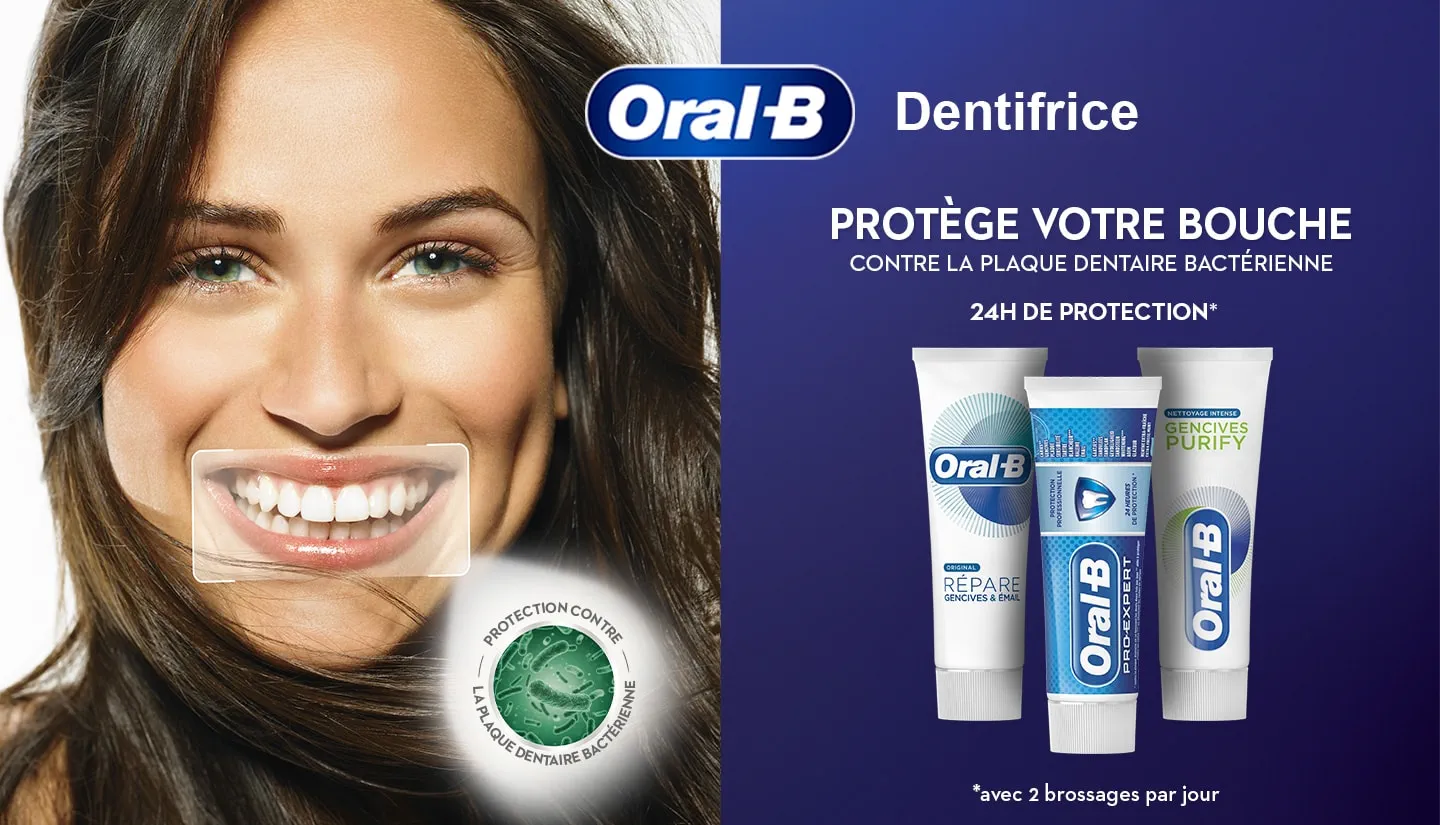 Oral-B Dentifrice
PROTÈGE VOTRE BOUCHE
CONTRE LA PLAQUE DENTAIRE BACTÉRIENNE
24H DE PROTECTION*
Oral-B
ORIGINAL
RÉPARE
GENCIVES & ÉMAIL
PROTECTION
PROFESSIONNELLE
24 HEURES
DE PROTECTION*
Oral-B
PRO-EXPERT
NETTOYAGE INTENSE
GENCIVES
PURIFY
Oral-B
PROTECTION CONTRE
LA PLAQUE DENTAIRE BACTÉRIENNE
*avec 2 brossages par jour